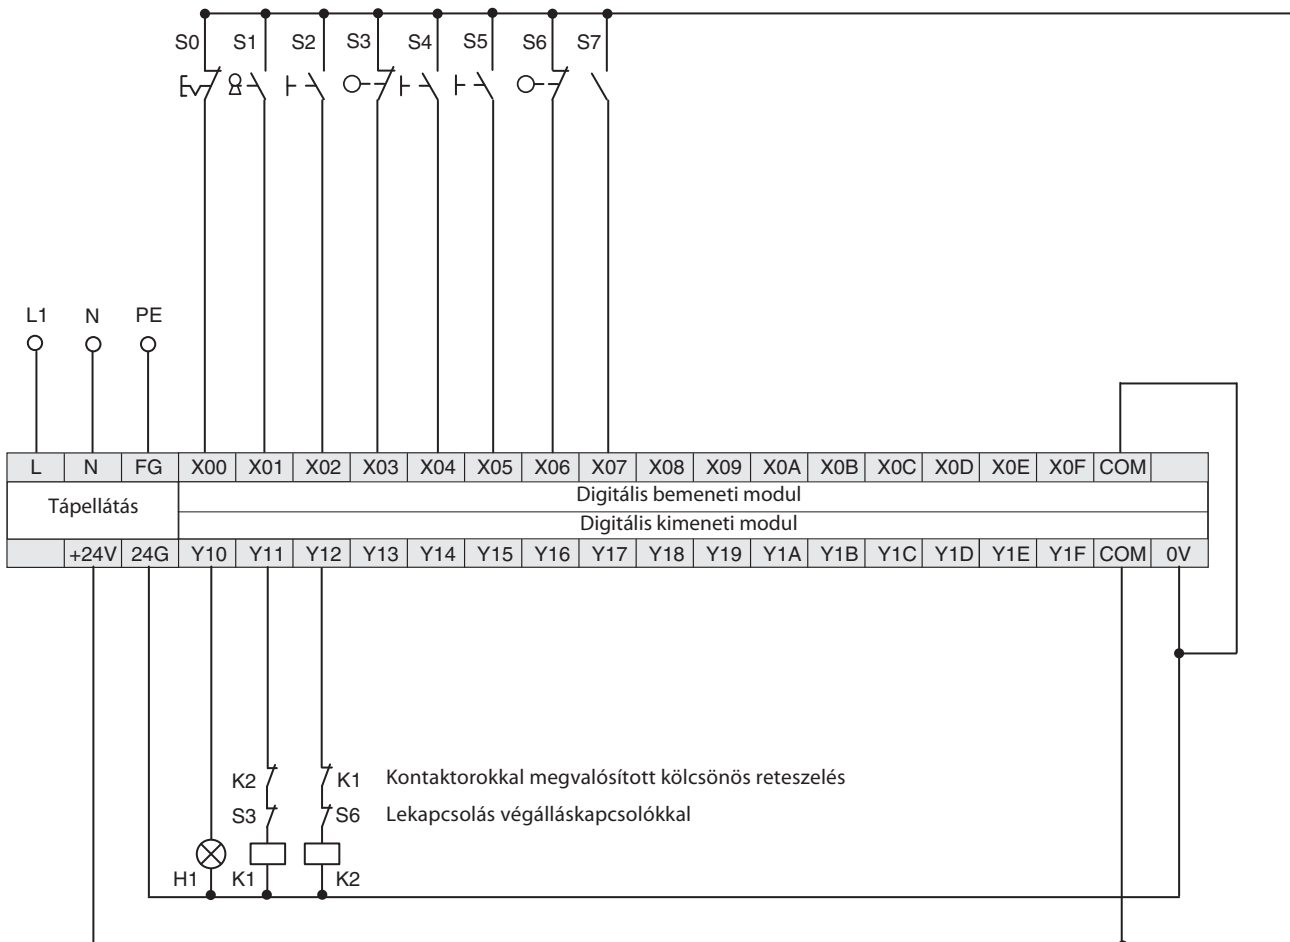 S0 S1 S2 S3 S4 S5 S6 S7
L1 N PE
L N FG X00 X01 X02 X03 X04 X05 X06 X07 X08 X09 X0A X0B X0C X0D X0E X0F COM
Tápellátás
Digitális bemeneti modul
Digitális kimeneti modul
+24V 24G Y10 Y11 Y12 Y13 Y14 Y15 Y16 Y17 Y18 Y19 Y1A Y1B Y1C Y1D Y1E Y1F COM 0V
K2 K1 Kontaktorokkal megvalósított kölcsönös reteszelés
S3 S6 Lekapcsolás végálláskapcsolókkal
H1 K1 K2